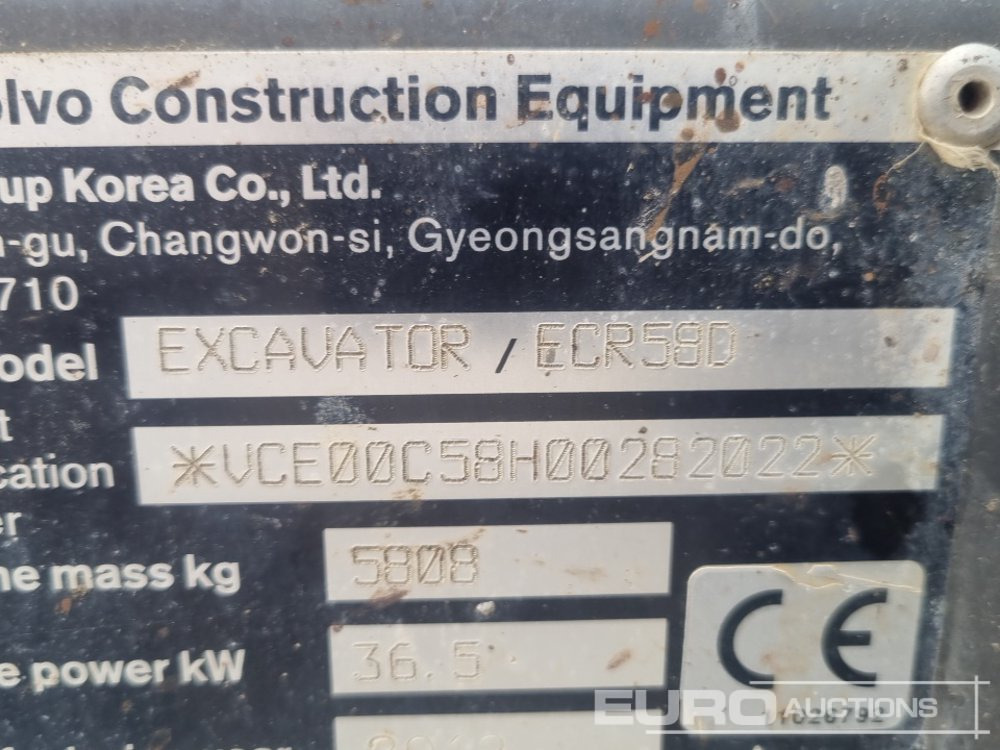 olvo Construction Equipment
up Korea Co., Ltd.
-gu, Changwon-si, Gyeongsangnam-do,
710
odel EXCAVATOR / ECR58D
t
cation *VCE00C58H00282022*
er
ne mass kg 5808
e power kW 36.5
CE
EURO AUCTIONS